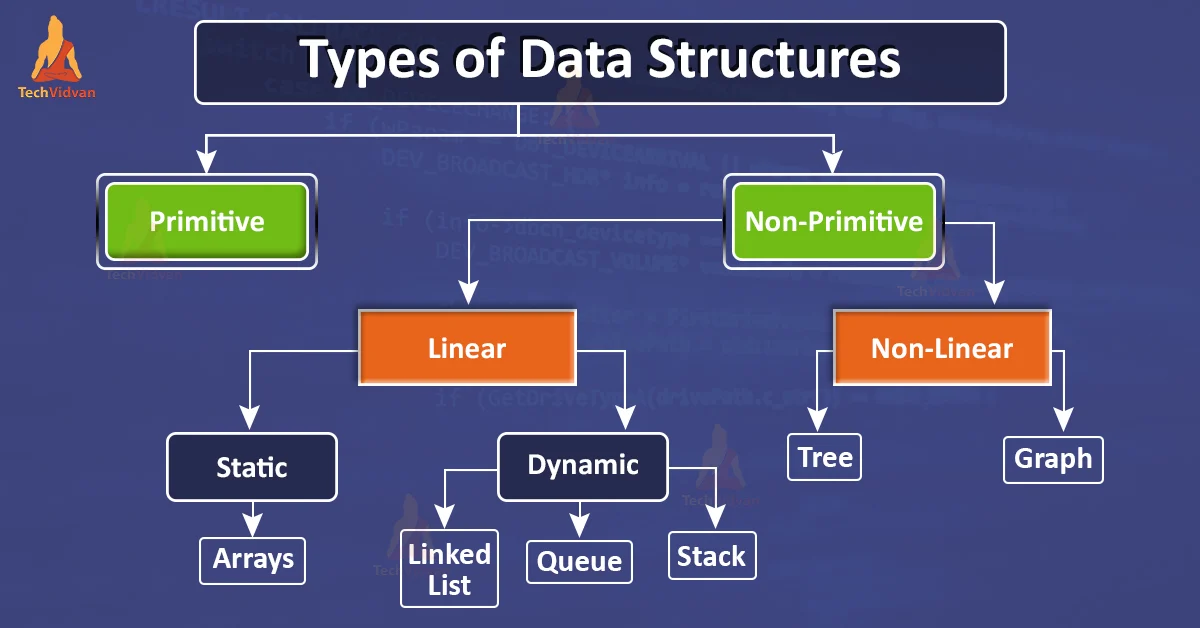 TechVidvan
Types of Data Structures
Primitive
Non-Primitive
Linear
Non-Linear
Static
Dynamic
Tree
Graph
Arrays
Linked
List
Queue
Stack